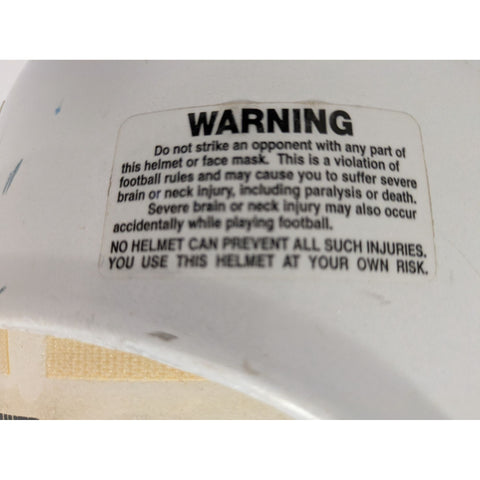 WARNING
Do not strike an opponent with any part of
this helmet or face mask. This is a violation of
football rules and may cause you to suffer severe
brain or neck injury, including paralysis or death.
Severe brain or neck injury may also occur
accidentally while playing football.
NO HELMET CAN PREVENT ALL SUCH INJURIES.
YOU USE THIS HELMET AT YOUR OWN RISK.